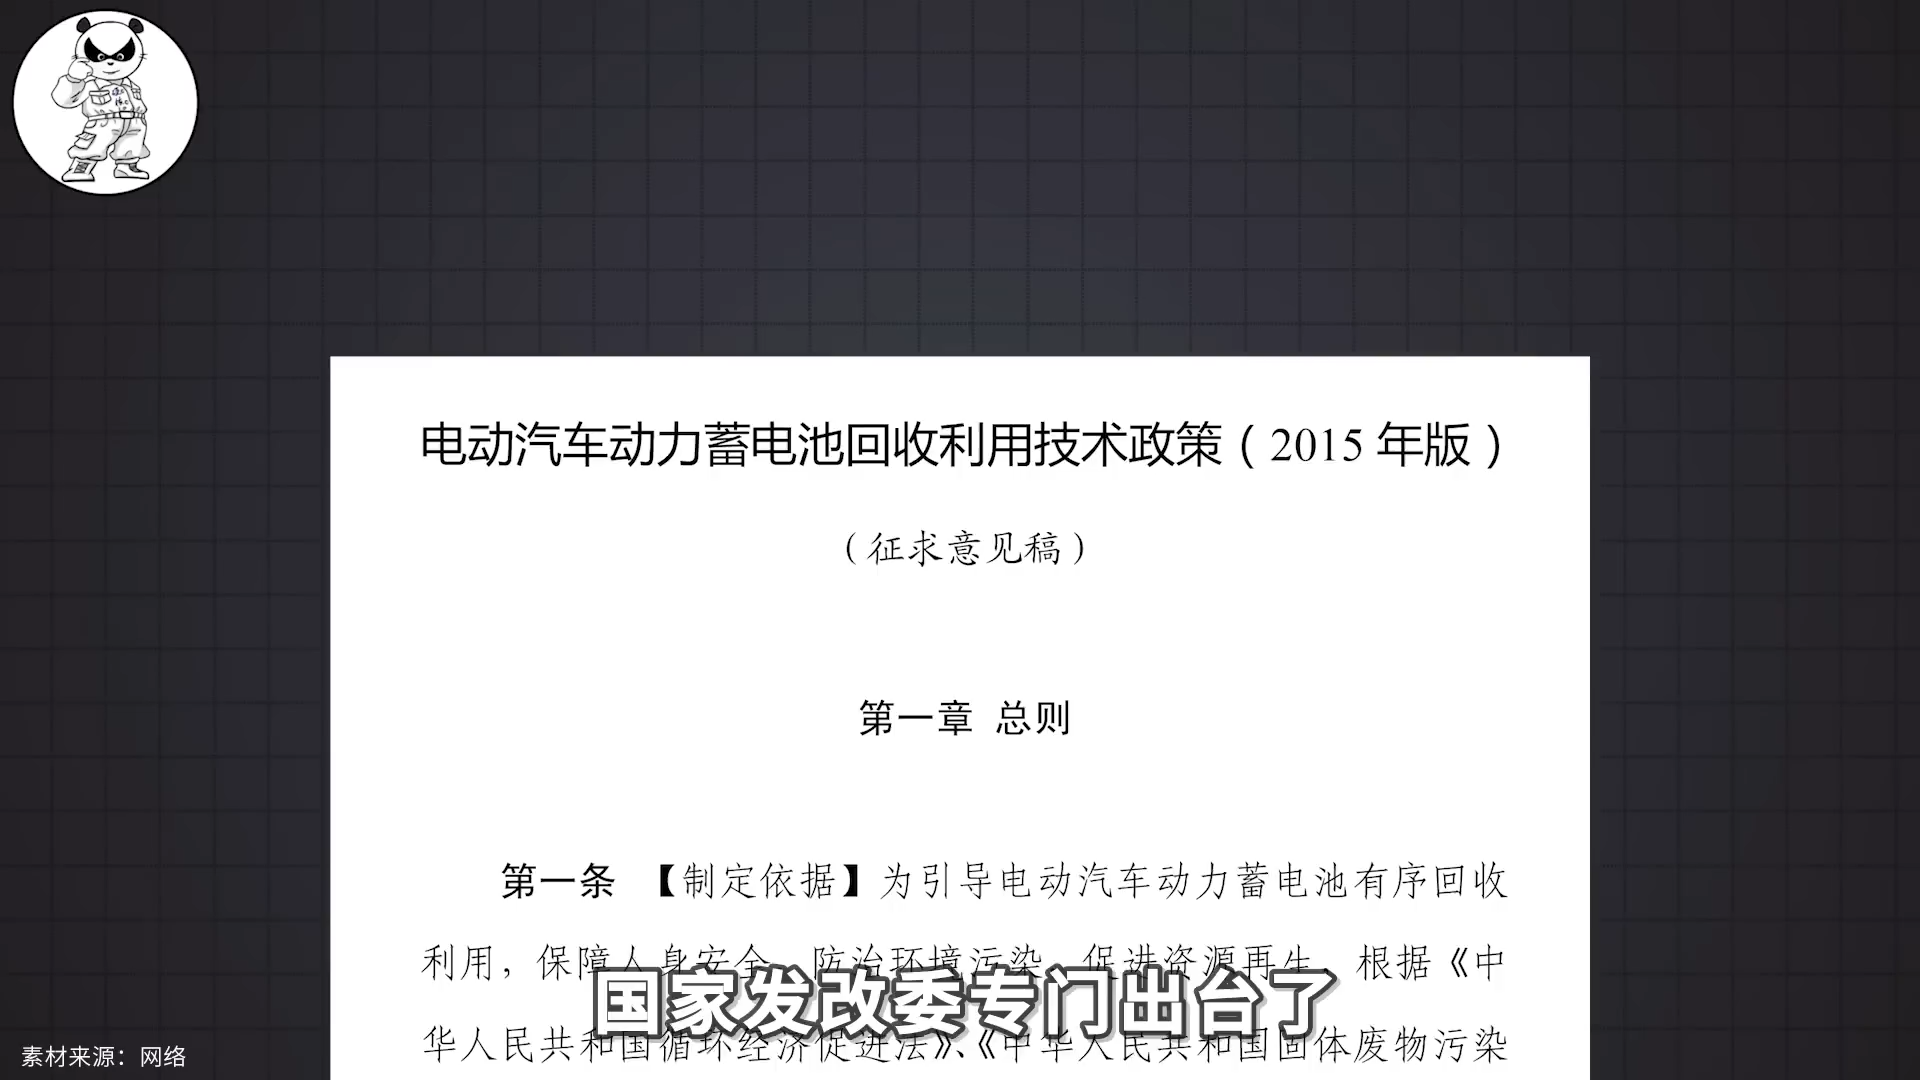 电动汽车动力蓄电池回收利用技术政策（2015 年版）
（征求意见稿）
第一章 总则
第一条 【制定依据】为引导电动汽车动力蓄电池有序回收
利用，保障人身安全、防治环境污染、促进资源再生，根据《中
国家发改委专门出台了
华人民共和国循环经济促进法》、《中华人民共和国固体废物污染
素材来源：网络